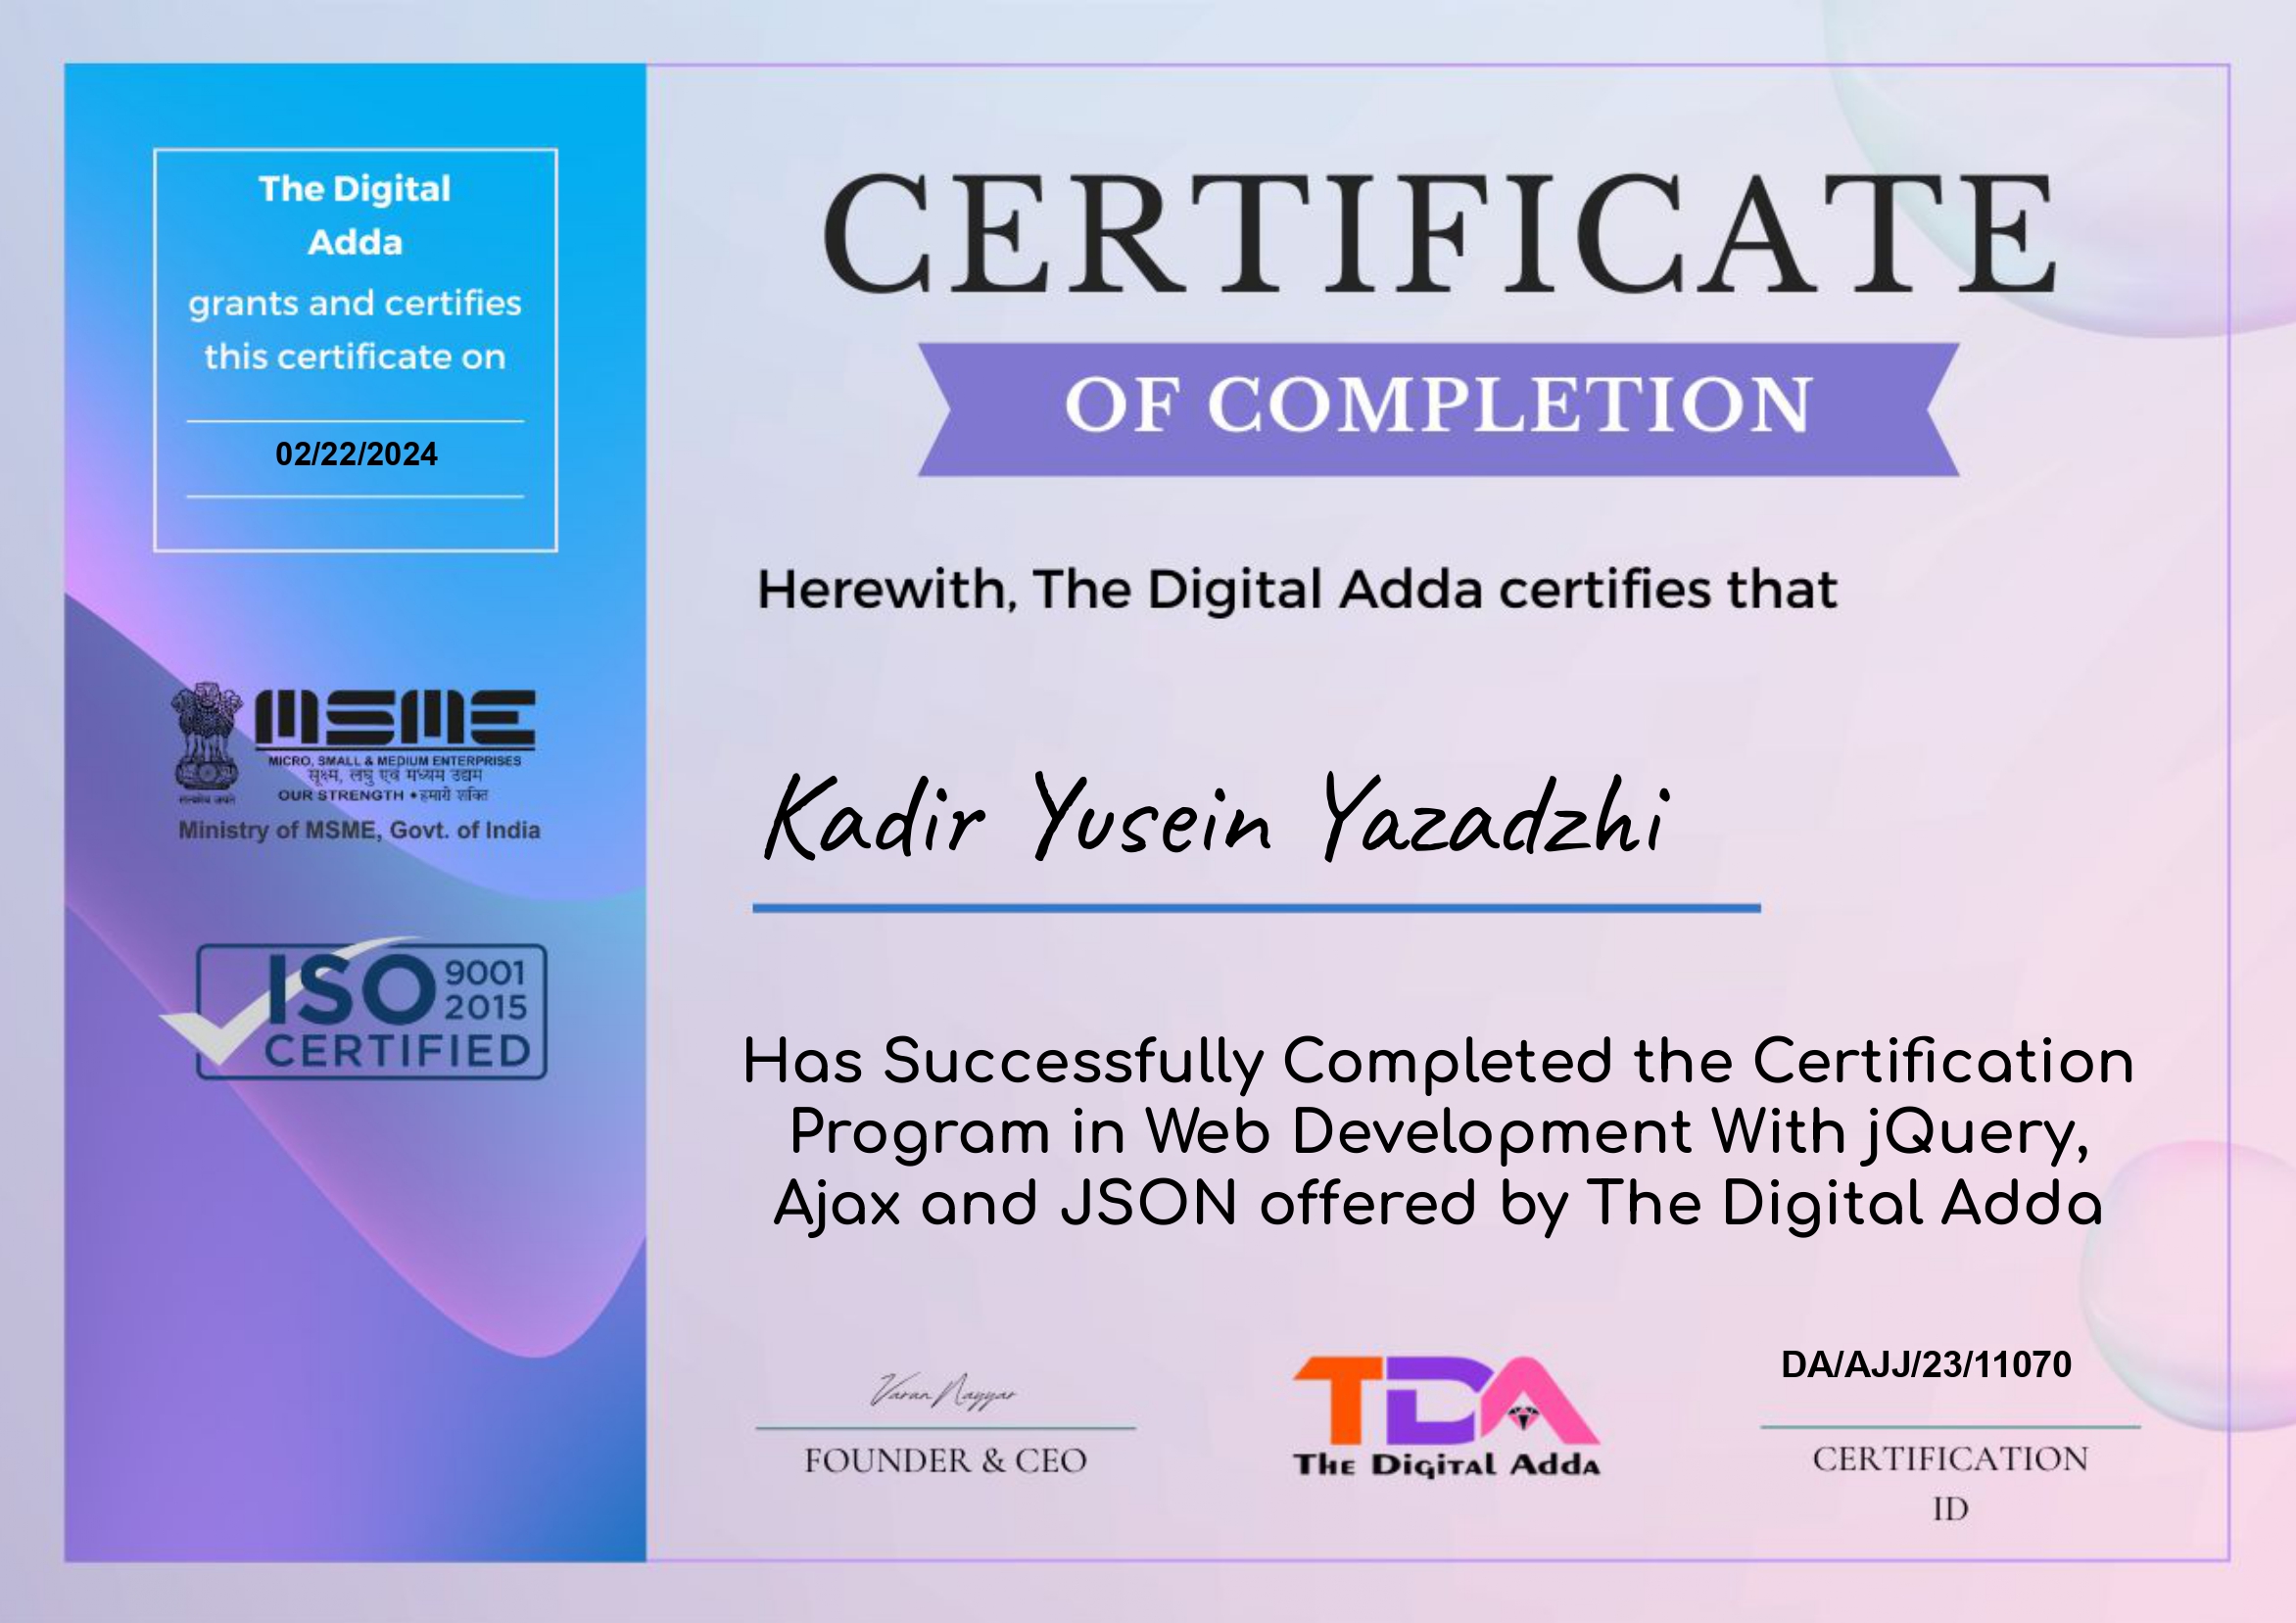 The Digital
Adda
grants and certifies
this certificate on
02/22/2024
MSME
MICRO, SMALL & MEDIUM ENTERPRISES
सूक्ष्म, लघु एवं मध्यम उद्यम
OUR STRENGTH • हमारी शक्ति
सत्यमेव जयते
Ministry of MSME, Govt. of India
ISO 9001
2015
CERTIFIED
CERTIFICATE
OF COMPLETION
Herewith, The Digital Adda certifies that
Kadir Yusein Yazadzhi
Has Successfully Completed the Certification
Program in Web Development With jQuery,
Ajax and JSON offered by The Digital Adda
Varun Nayyar
FOUNDER & CEO
TDA
The Digital Adda
DA/AJJ/23/11070
CERTIFICATION
ID